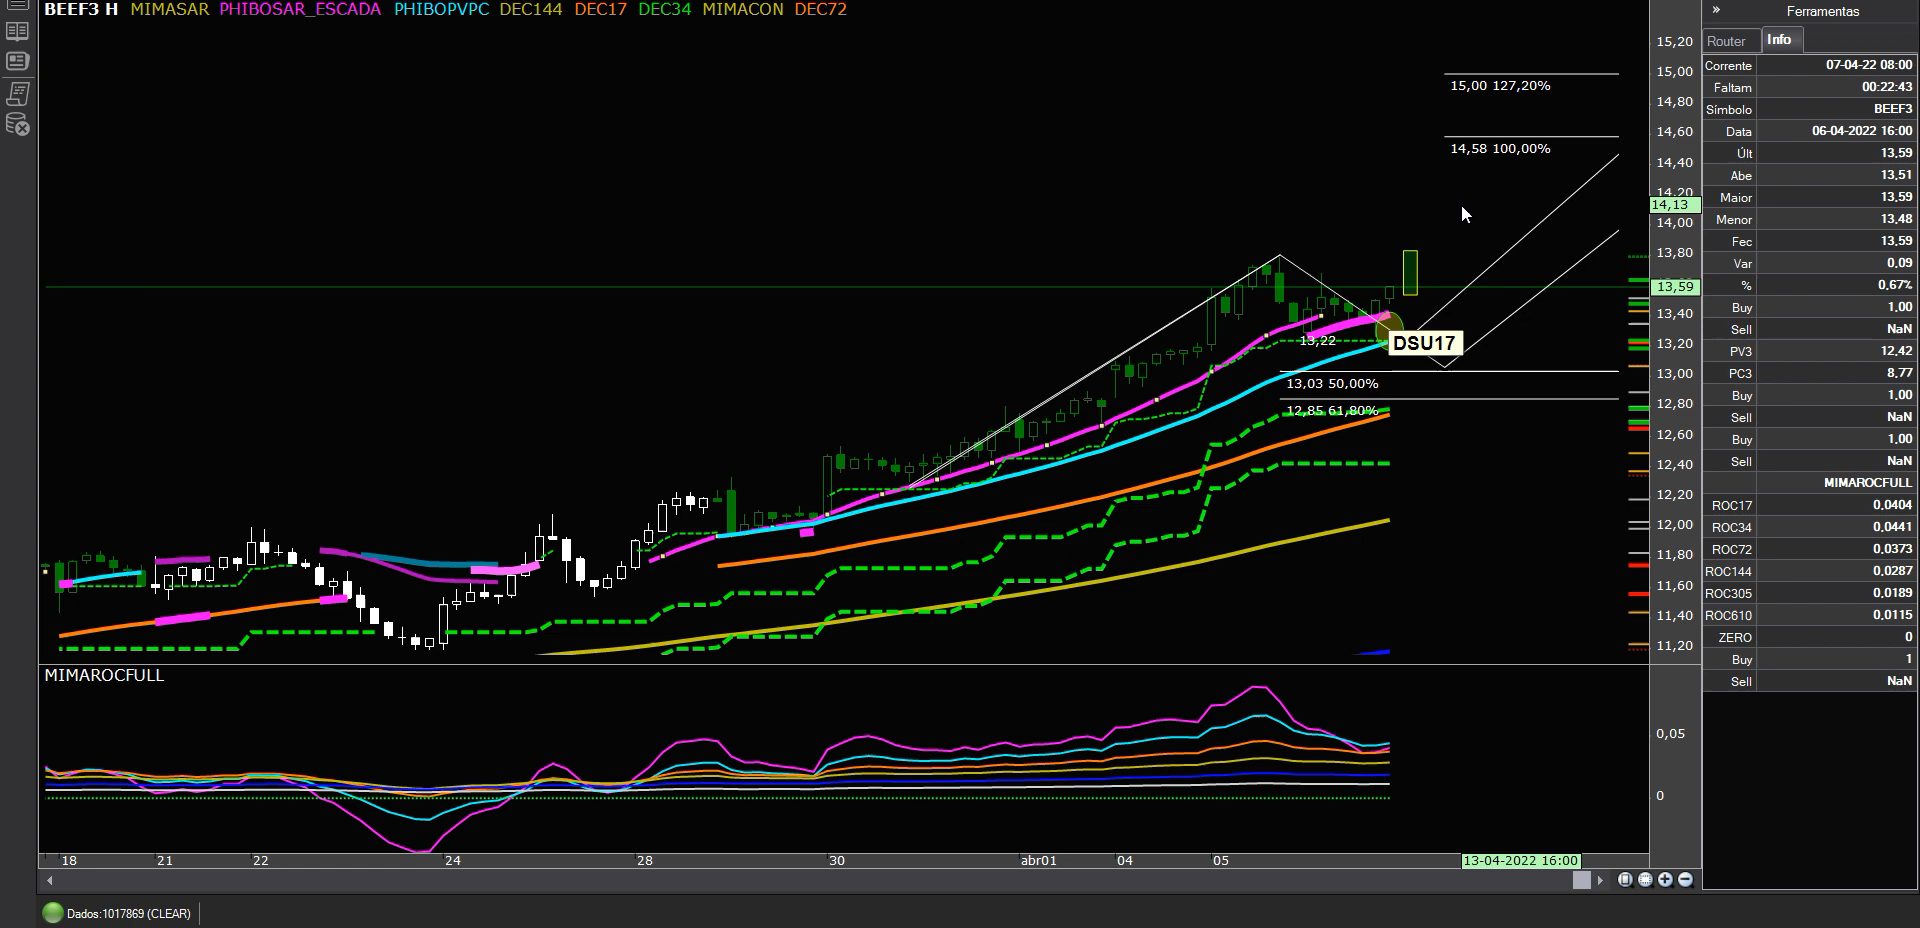 BEEF3 H MIMASAR PHIBOSAR_ESCADA PHIBOPVPC DEC144 DEC17 DEC34 MIMACON DEC72
15,00 127,20%
14,58 100,00%
13,22
DSU17
13,03 50,00%
12,85 61,80%
15,20
15,00
14,80
14,60
14,40
14,20
14,13
14,00
13,80
13,59
13,40
13,20
13,00
12,80
12,60
12,40
12,20
12,00
11,80
11,60
11,40
11,20
MIMAROCFULL
0,05
0
18 21 22 24 28 30 abr01 04 05 13-04-2022 16:00
Dados:1017869 (CLEAR)
» Ferramentas
Router Info
Corrente 07-04-22 08:00
Faltam 00:22:43
Símbolo BEEF3
Data 06-04-2022 16:00
Últ 13,59
Abe 13,51
Maior 13,59
Menor 13,48
Fec 13,59
Var 0,09
% 0,67%
Buy 1,00
Sell NaN
PV3 12,42
PC3 8,77
Buy 1,00
Sell NaN
Buy 1,00
Sell NaN
MIMAROCFULL
ROC17 0,0404
ROC34 0,0441
ROC72 0,0373
ROC144 0,0287
ROC305 0,0189
ROC610 0,0115
ZERO 0
Buy 1
Sell NaN